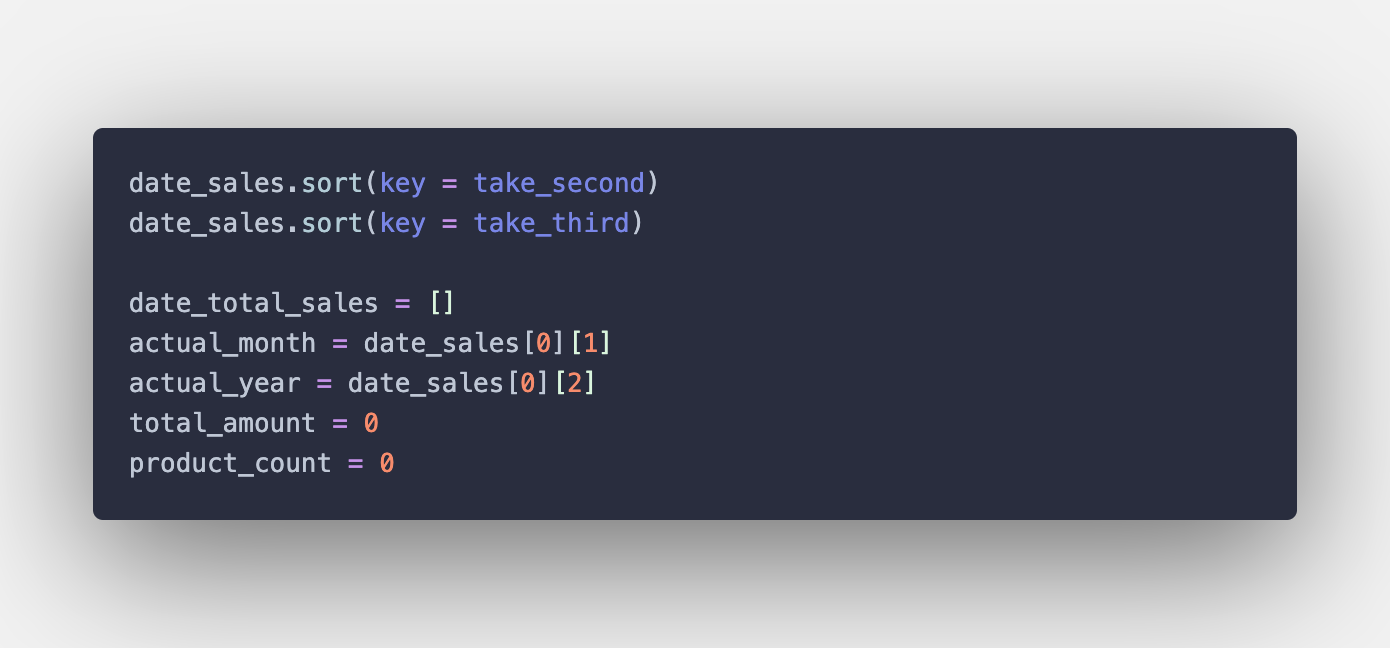 date_sales.sort(key = take_second)
date_sales.sort(key = take_third)

date_total_sales = []
actual_month = date_sales[0][1]
actual_year = date_sales[0][2]
total_amount = 0
product_count = 0